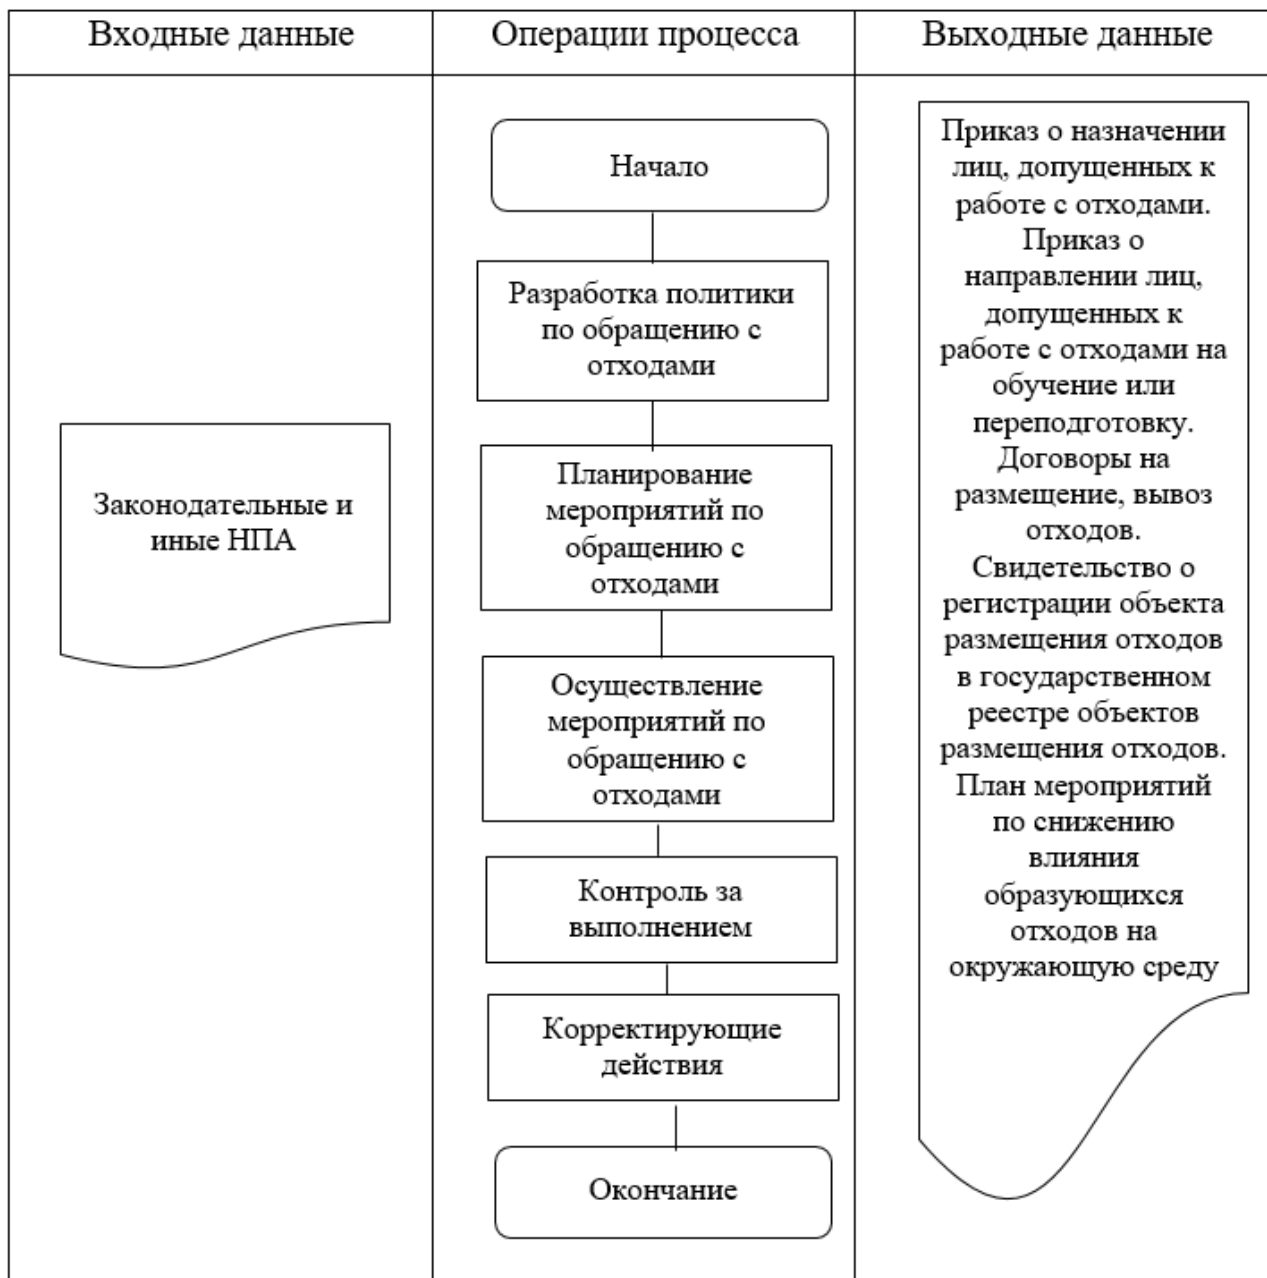 Входные данные
Операции процесса
Выходные данные
Законодательные и
иные НПА
Начало
Разработка политики
по обращению с
отходами
Планирование
мероприятий по
обращению с
отходами
Осуществление
мероприятий по
обращению с
отходами
Контроль за
выполнением
Корректирующие
действия
Окончание
Приказ о назначении
лиц, допущенных к
работе с отходами.
Приказ о
направлении лиц,
допущенных к
работе с отходами на
обучение или
переподготовку.
Договоры на
размещение, вывоз
отходов.
Свидетельство о
регистрации объекта
размещения отходов
в государственном
реестре объектов
размещения отходов.
План мероприятий
по снижению
влияния
образующихся
отходов на
окружающую среду